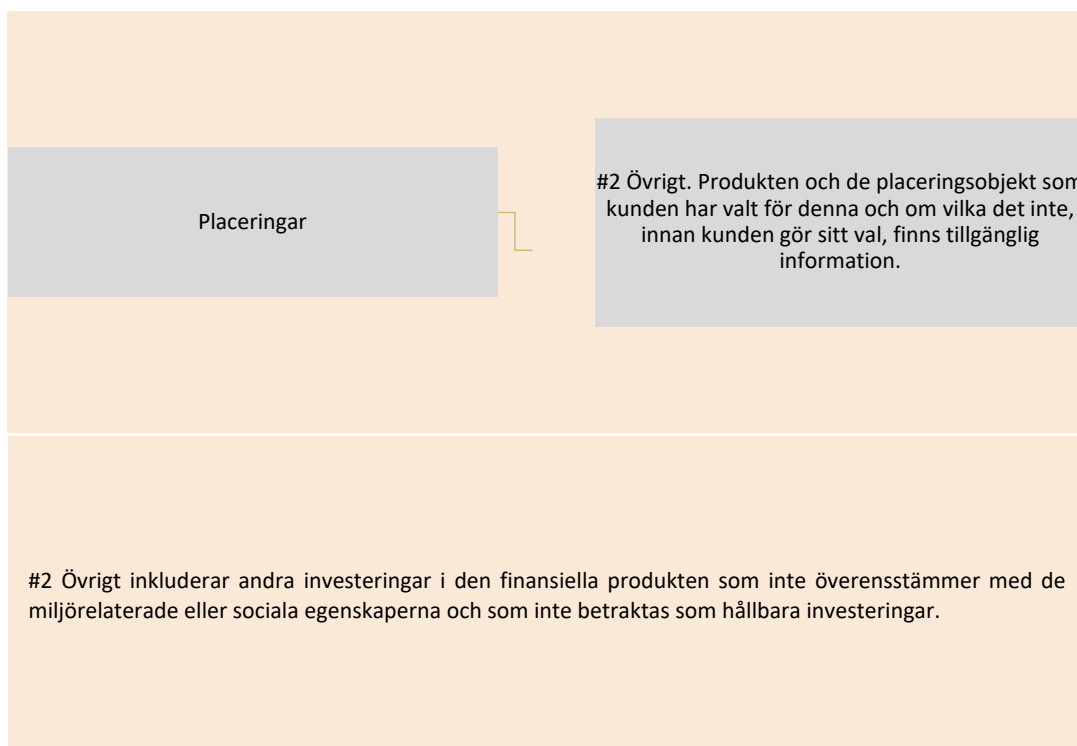 Placeringar
#2 Övrigt. Produkten och de placeringsobjekt som
kunden har valt för denna och om vilka det inte,
innan kunden gör sitt val, finns tillgänglig
information.
#2 Övrigt inkluderar andra investeringar i den finansiella produkten som inte överensstämmer med de
miljörelaterade eller sociala egenskaperna och som inte betraktas som hållbara investeringar.